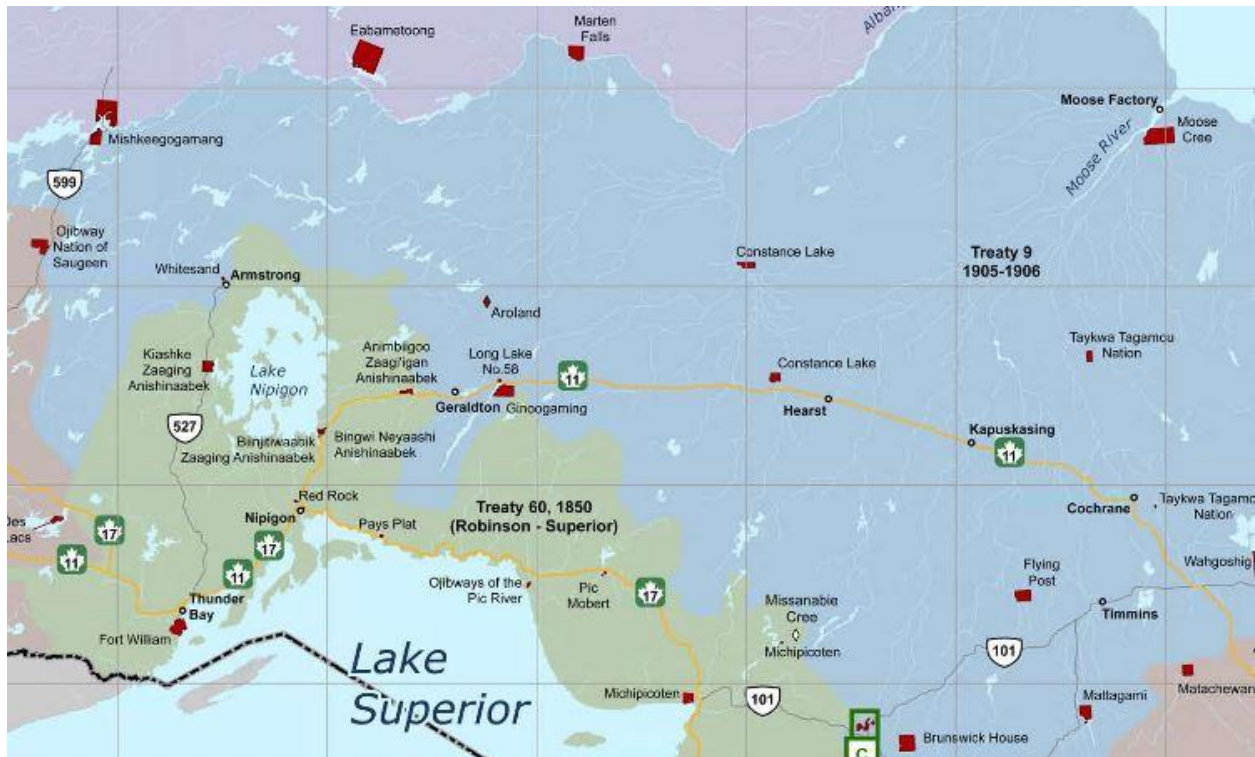 Eabametoong
Marten
Falls
Mishkeegogamang
Moose Factory
Moose
Cree
Moose River
599
Ojibway
Nation of
Saugeen
Whitesand
Armstrong
Constance Lake
Treaty 9
1905-1906
Aroland
Kiashke
Zaaging
Anishinaabek
Lake
Nipigon
Animbiigoo
Zaagi'igan
Anishinaabek
Long Lake
No.58
11
Geraldton
Ginoogaming
Constance Lake
Hearst
Taykwa Tagamou
Nation
527
Biinjitiwaabik
Zaaging Anishinaabek
Bingwi Neyaashi
Anishinaabek
Kapuskasing
11
Red Rock
Nipigon
Treaty 60, 1850
(Robinson - Superior)
Pays Plat
Cochrane
Taykwa Tagamou
Nation
Des
Lacs
17
11
17
11
Thunder
Bay
Fort William
Ojibways of the
Pic River
Pic
Mobert
17
Missanabie
Cree
Michipicoten
Flying
Post
Wahgoshig
Timmins
101
Lake
Superior
Michipicoten
101
Mattagami
Matachewan
Brunswick House
C